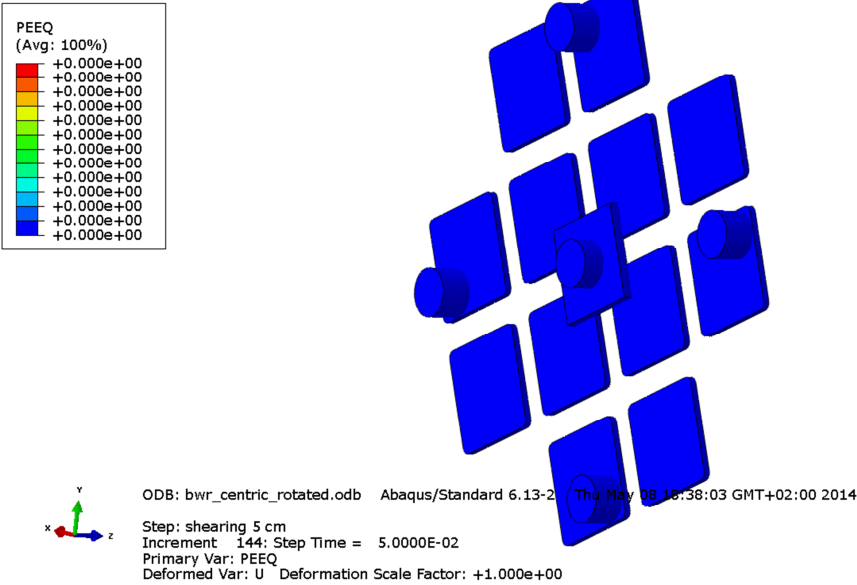 PEEQ
(Avg: 100%)
+0.000e+00
+0.000e+00
+0.000e+00
+0.000e+00
+0.000e+00
+0.000e+00
+0.000e+00
+0.000e+00
+0.000e+00
+0.000e+00
+0.000e+00
+0.000e+00
+0.000e+00
Y
X
Z
ODB: bwr_centric_rotated.odb Abaqus/Standard 6.13-2 Thu May 08 18:38:03 GMT+02:00 2014
Step: shearing 5 cm
Increment 144: Step Time = 5.0000E-02
Primary Var: PEEQ
Deformed Var: U Deformation Scale Factor: +1.000e+00